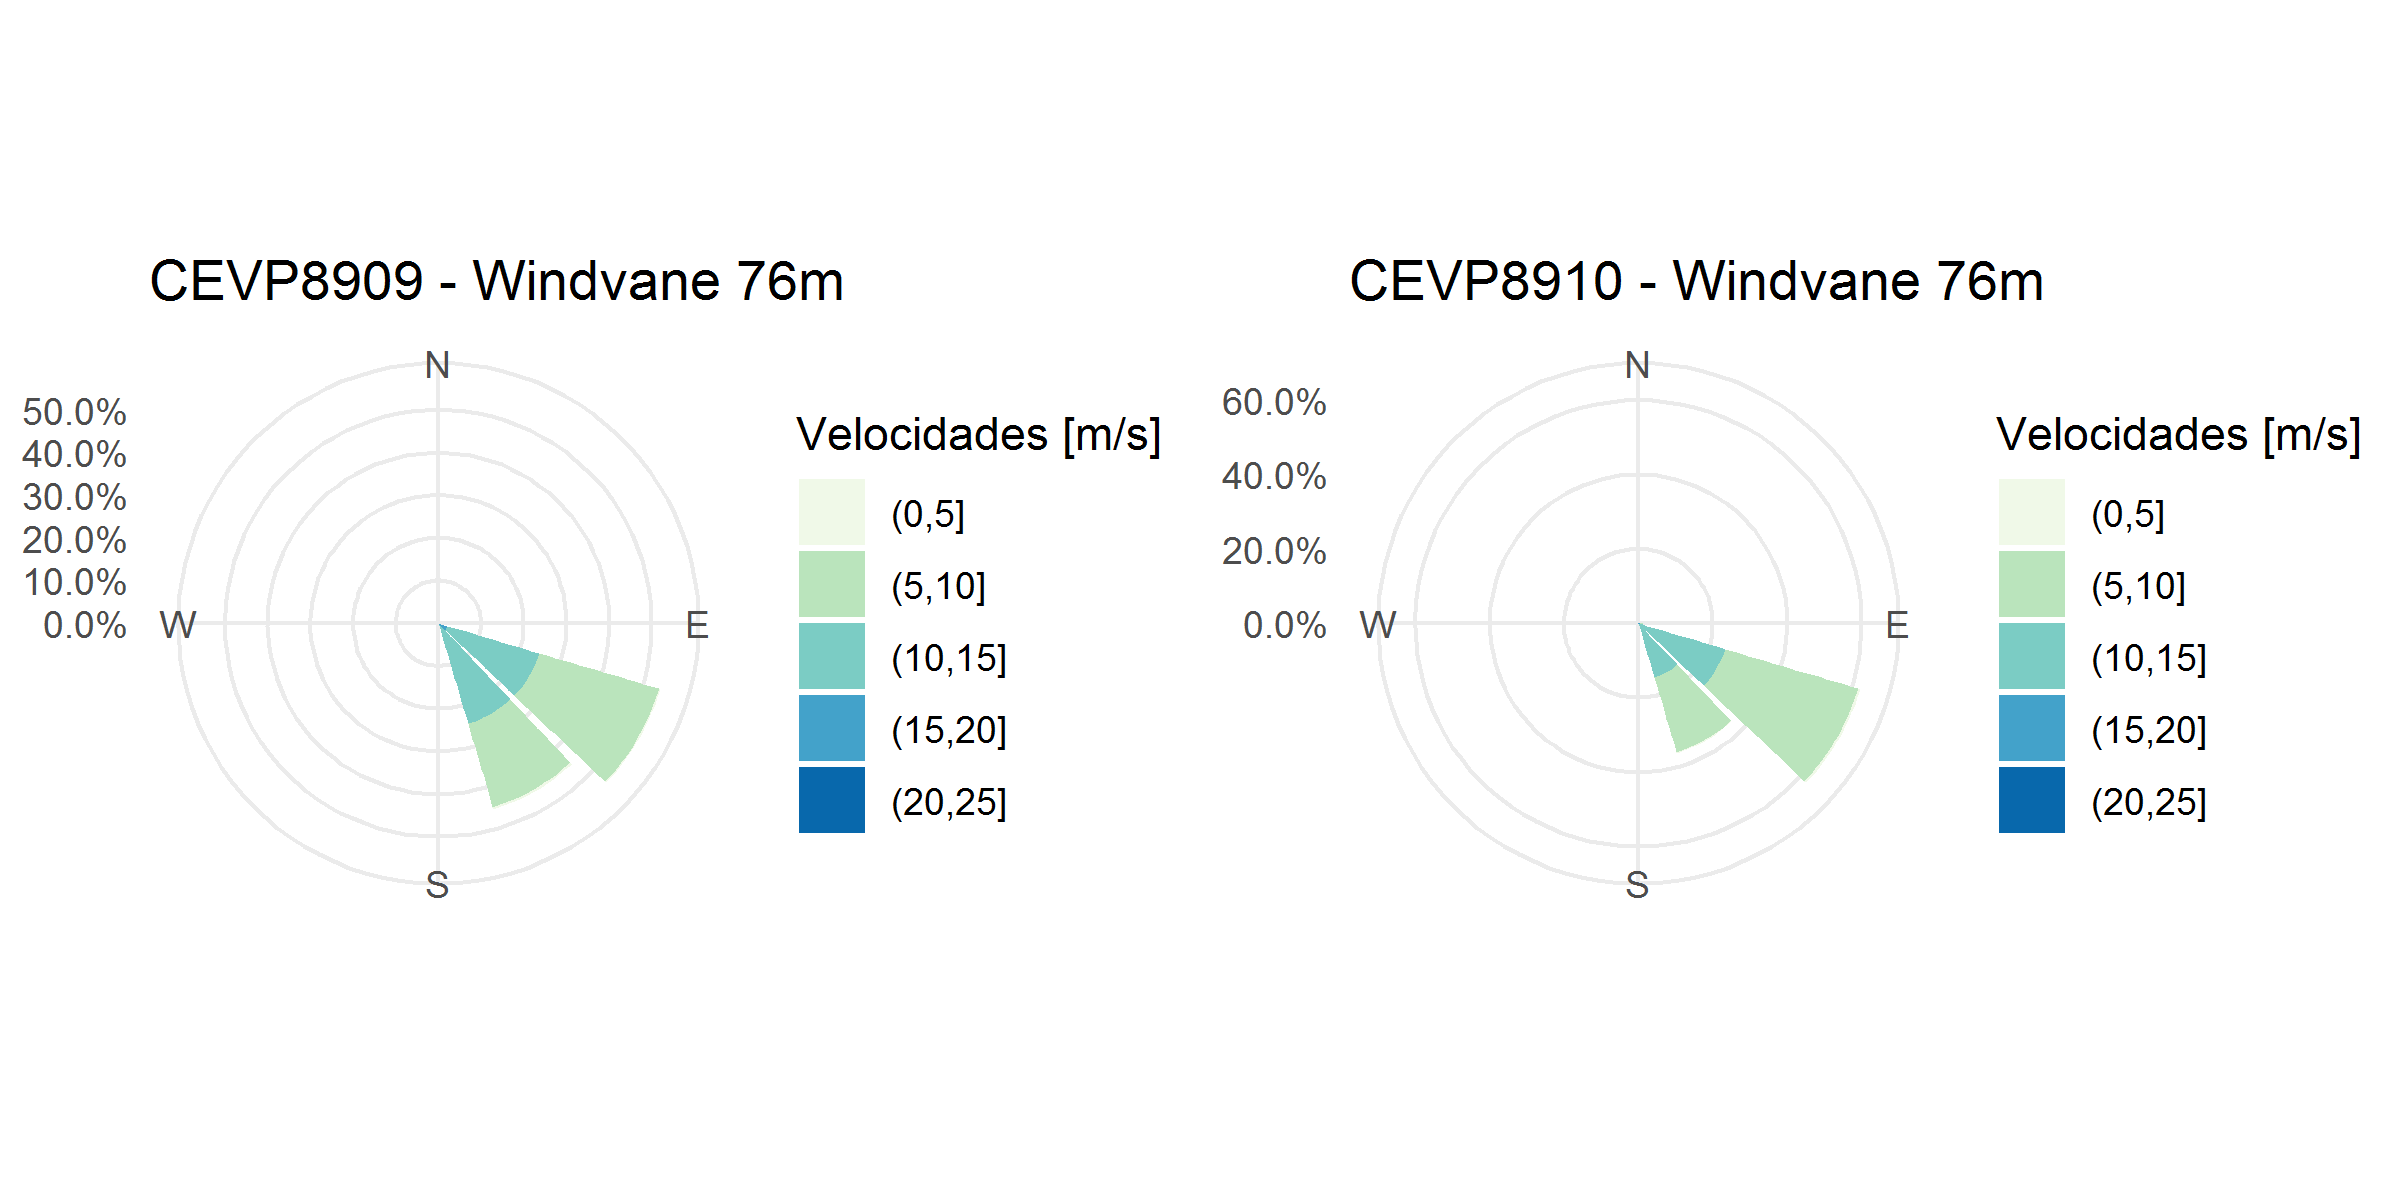 CEVP8909 - Windvane 76m
N
50.0%
40.0%
30.0%
20.0%
10.0%
0.0%
W
E
S
Velocidades [m/s]
(0,5]
(5,10]
(10,15]
(15,20]
(20,25]
CEVP8910 - Windvane 76m
N
60.0%
40.0%
20.0%
0.0%
W
E
S
Velocidades [m/s]
(0,5]
(5,10]
(10,15]
(15,20]
(20,25]